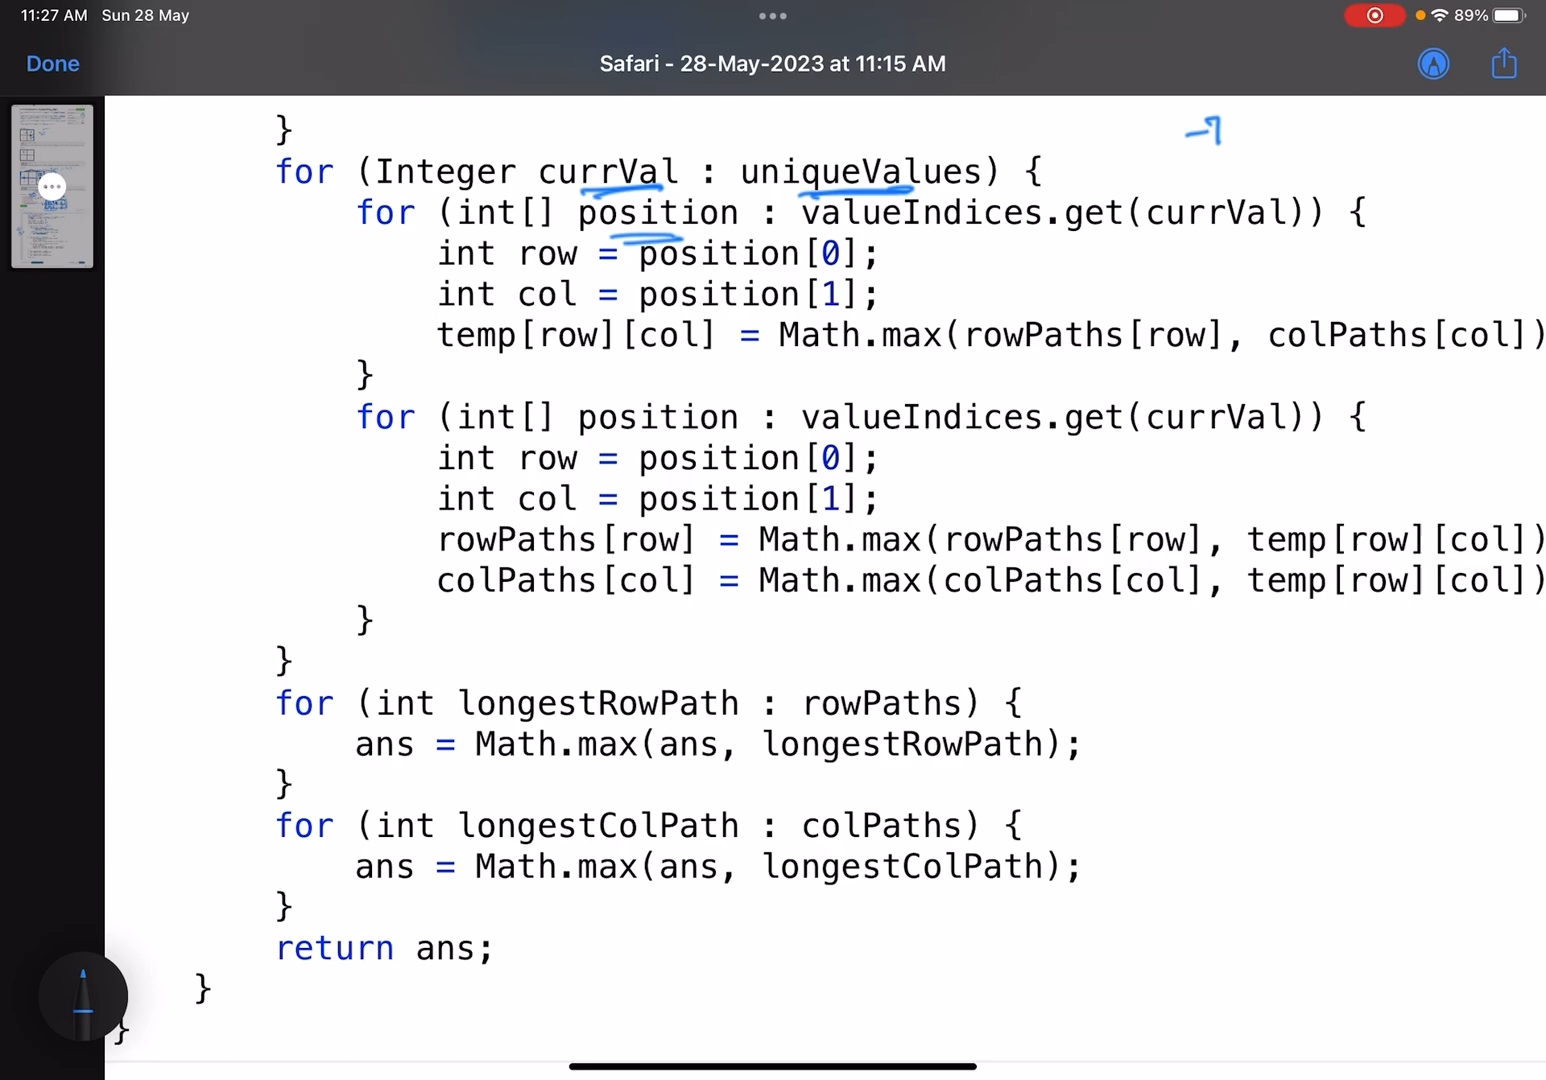 11:27 AM Sun 28 May
89%
Done
Safari - 28-May-2023 at 11:15 AM
}
-7
for (Integer currVal : uniqueValues) {
for (int[] position : valueIndices.get(currVal)) {
int row = position[0];
int col = position[1];
temp[row][col] = Math.max(rowPaths[row], colPaths[col])
}
for (int[] position : valueIndices.get(currVal)) {
int row = position[0];
int col = position[1];
rowPaths[row] = Math.max(rowPaths[row], temp[row][col])
colPaths[col] = Math.max(colPaths[col], temp[row][col])
}
}
for (int longestRowPath : rowPaths) {
ans = Math.max(ans, longestRowPath);
}
for (int longestColPath : colPaths) {
ans = Math.max(ans, longestColPath);
}
return ans;
}
}